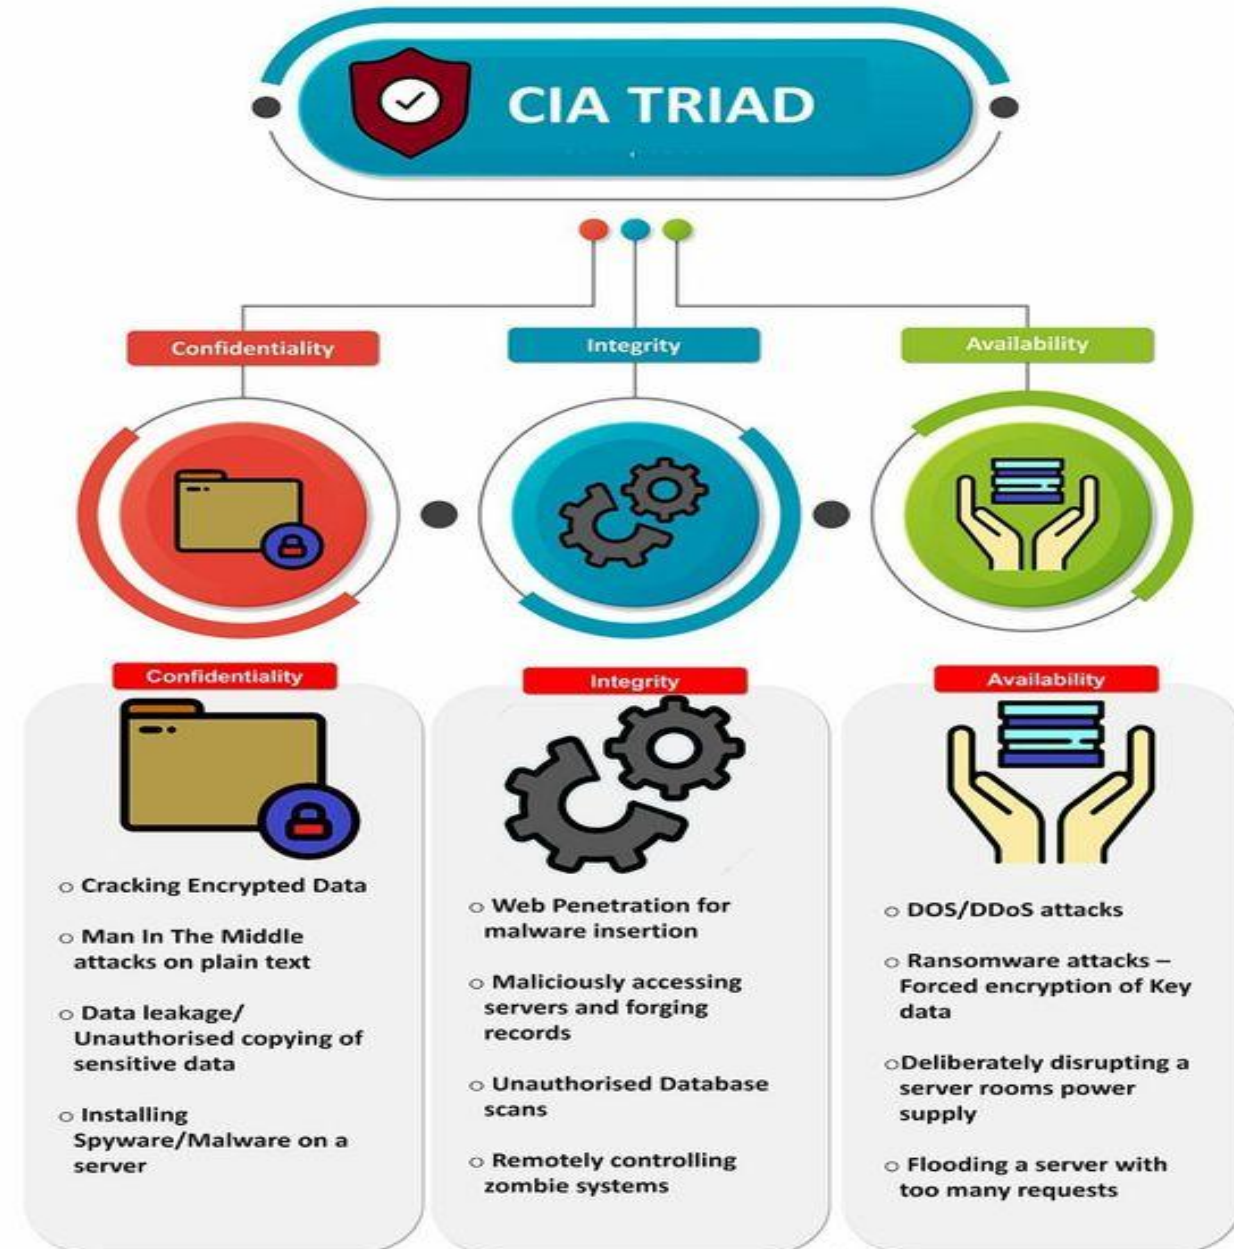 CIA TRIAD
Confidentiality
Integrity
Availability
Confidentiality
○ Cracking Encrypted Data
○ Man In The Middle
attacks on plain text
○ Data leakage/
Unauthorised copying of
sensitive data
○ Installing
Spyware/Malware on a
server
Integrity
○ Web Penetration for
malware insertion
○ Maliciously accessing
servers and forging
records
○ Unauthorised Database
scans
○ Remotely controlling
zombie systems
Availability
○ DOS/DDoS attacks
○ Ransomware attacks –
Forced encryption of Key
data
○Deliberately disrupting a
server rooms power
supply
○ Flooding a server with
too many requests